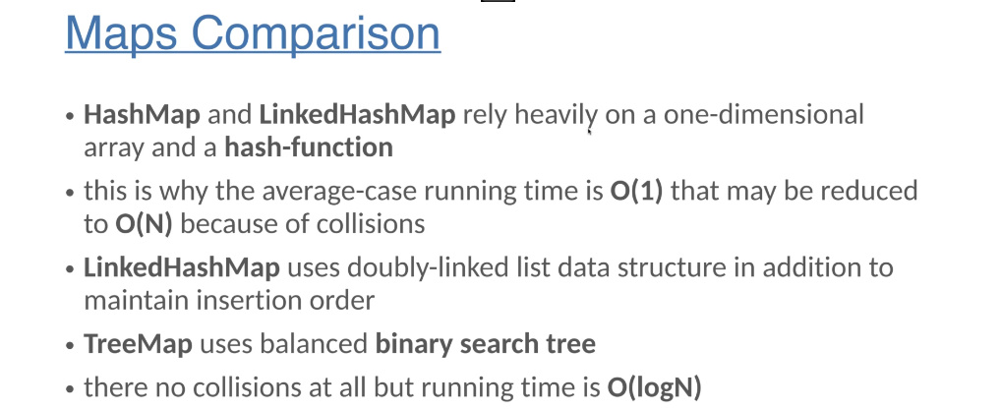 Maps Comparison
• HashMap and LinkedHashMap rely heavily on a one-dimensional
array and a hash-function
• this is why the average-case running time is O(1) that may be reduced
to O(N) because of collisions
• LinkedHashMap uses doubly-linked list data structure in addition to
maintain insertion order
• TreeMap uses balanced binary search tree
• there no collisions at all but running time is O(logN)